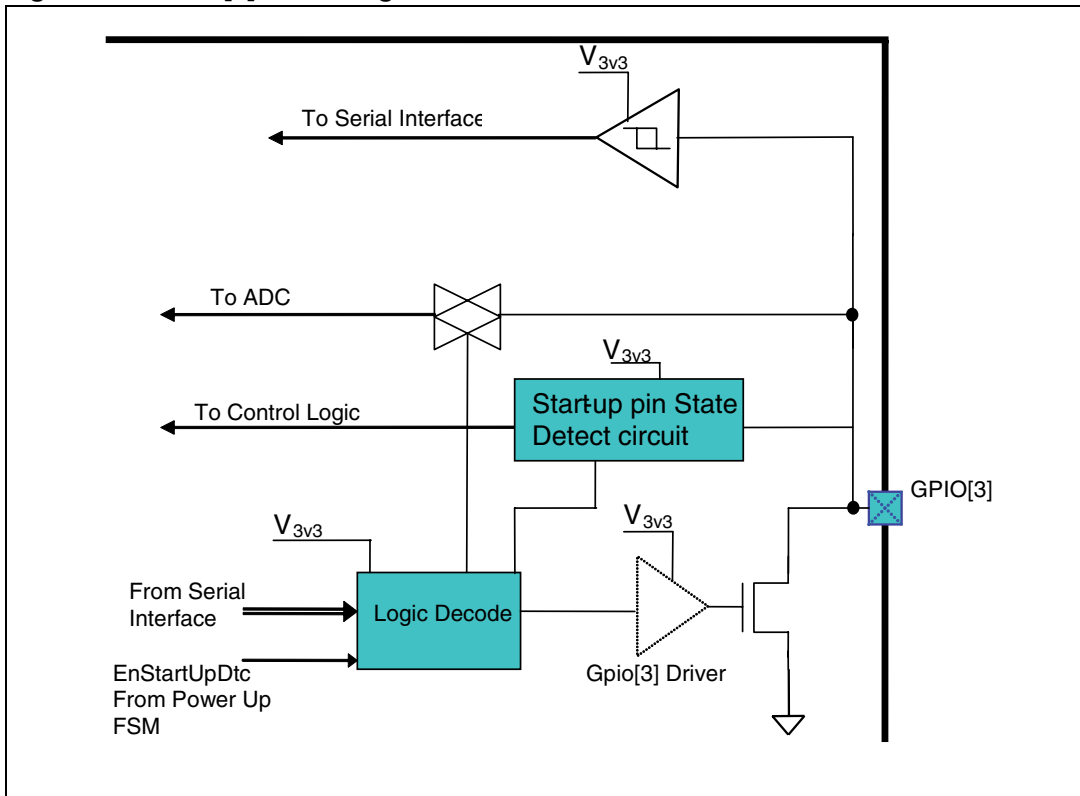 V3v3
To Serial Interface
To ADC
V3v3
To Control Logic
Start-up pin State
Detect circuit
GPIO[3]
V3v3
V3v3
From Serial
Interface
Logic Decode
Gpio[3] Driver
EnStartUpDtc
From Power Up
FSM